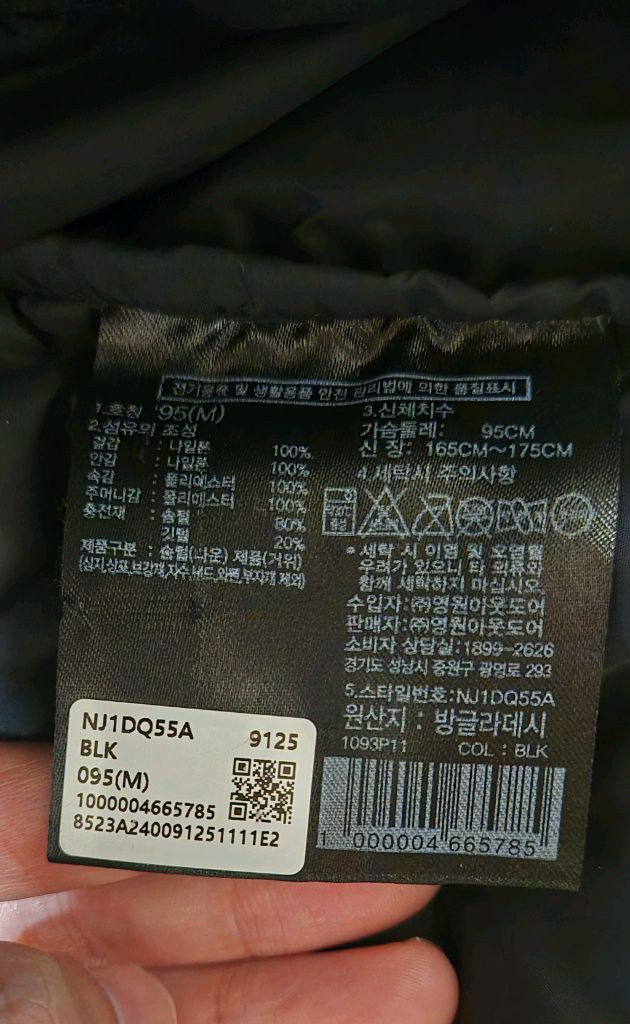 전기용품 및 생활용품 안전 관리법에 의한 품질표시
1.호칭 95(M)
2.섬유의 조성
겉감 : 나일론 100%
안감 : 나일론 100%
속감 : 폴리에스터 100%
주머니감 : 폴리에스터 100%
충전재 : 솜털 80%
깃털 20%
제품구분 : 솜털(다운) 제품(거위)
3.신체치수
가슴둘레: 95CM
신 장: 165CM~175CM
4.세탁시 주의사항
* 세탁 시 이염 및 오염될
우려가 있으니 타 의류와
함께 세탁하지 마십시오.
수입자:㈜영원아웃도어
판매자:㈜영원아웃도어
소비자 상담실:1899-2626
경기도 성남시 중원구 광명로 293
5.스타일번호:NJ1DQ55A
원산지 : 방글라데시
1093P11 COL : BLK
1 000004 665785
NJ1DQ55A 9125
BLK
095(M)
1000004665785
8523A240091251111E2